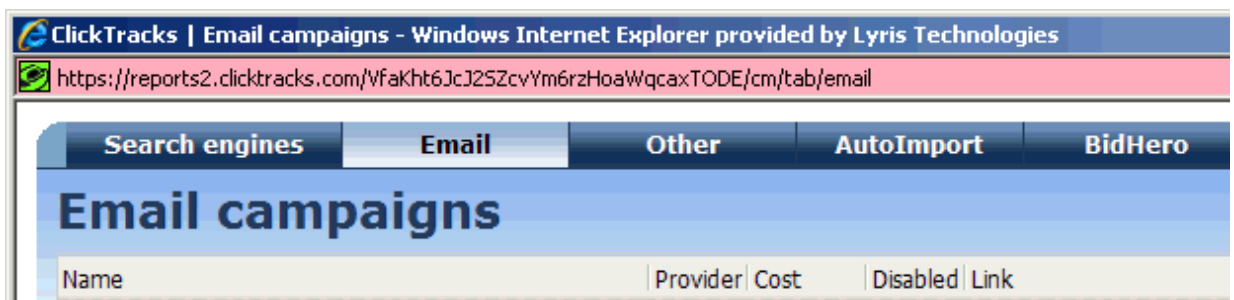 ClickTracks | Email campaigns - Windows Internet Explorer provided by Lyris Technologies
https://reports2.clicktracks.com/VfaKht6JcJ2SZcvYm6rzHoaWqcaxTODE/cm/tab/email
Search engines Email Other AutoImport BidHero
Email campaigns
Name Provider Cost Disabled Link